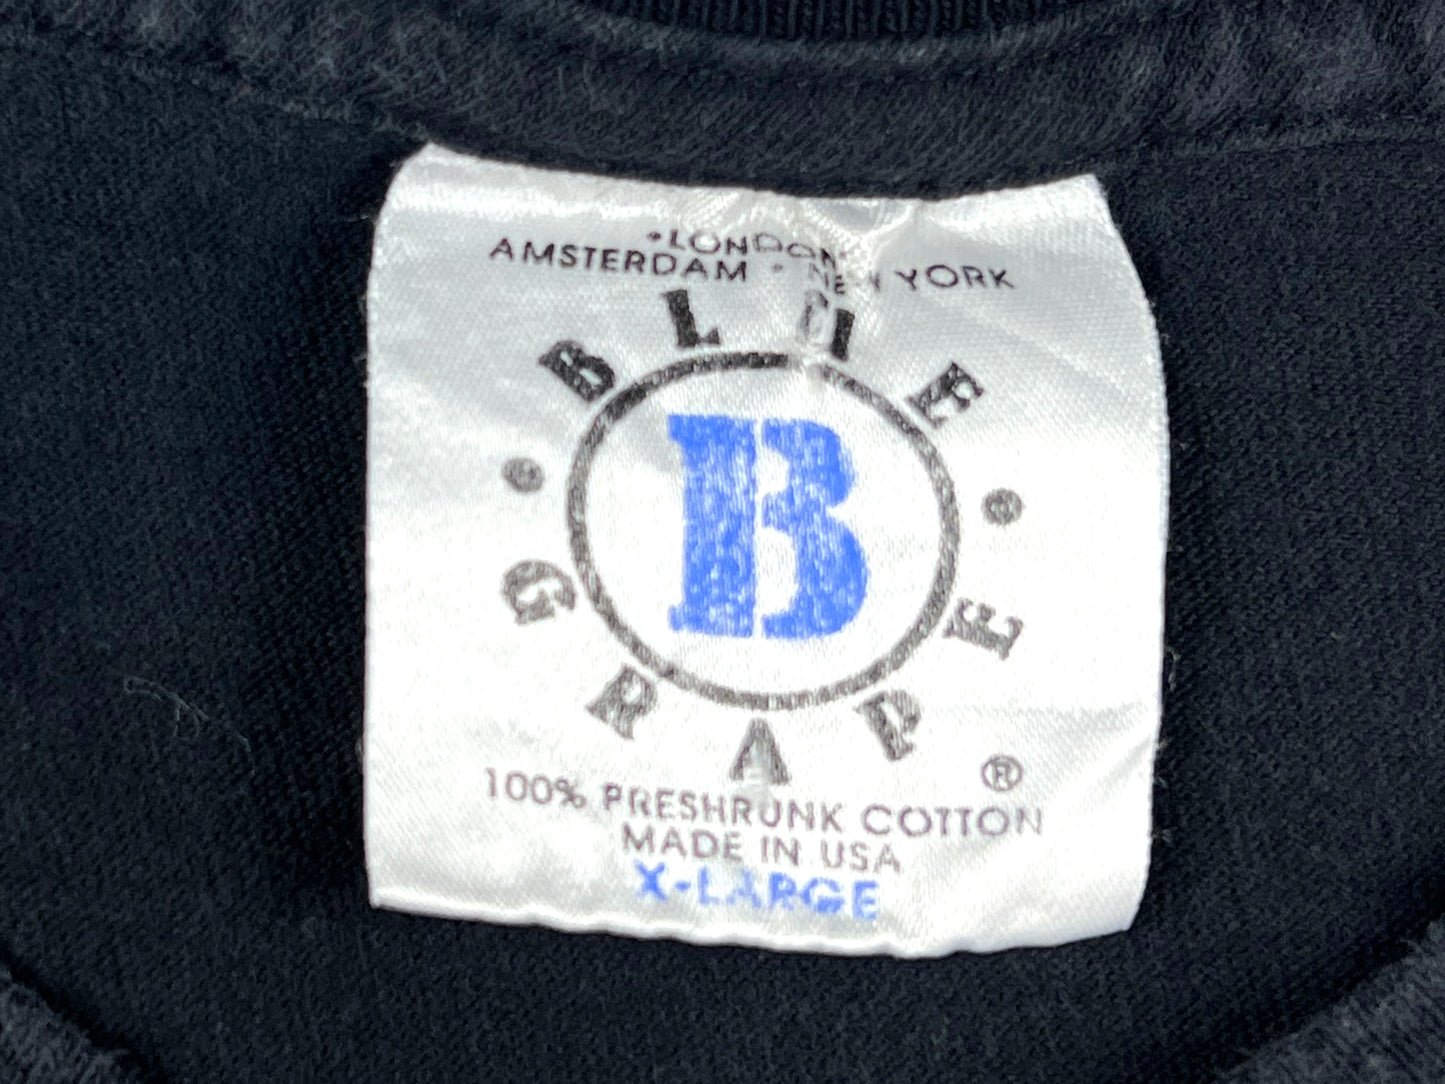 •LONDON•
AMSTERDAM • NEW YORK
BLUE
B
GRAPE
®
100% PRESHRUNK COTTON
MADE IN USA
X-LARGE